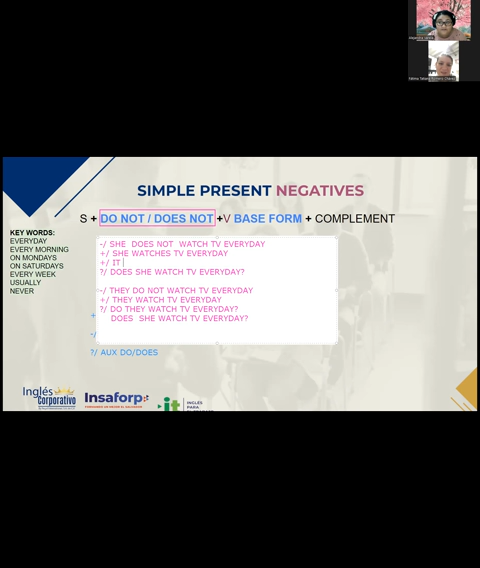 SIMPLE PRESENT NEGATIVES
S + DO NOT / DOES NOT +V BASE FORM + COMPLEMENT
KEY WORDS:
EVERYDAY
EVERY MORNING
ON MONDAYS
ON SATURDAYS
EVERY WEEK
USUALLY
NEVER
-/ SHE DOES NOT WATCH TV EVERYDAY
+/ SHE WATCHES TV EVERYDAY
+/ IT
?/ DOES SHE WATCH TV EVERYDAY?
-/ THEY DO NOT WATCH TV EVERYDAY
+/ THEY WATCH TV EVERYDAY
?/ DO THEY WATCH TV EVERYDAY?
DOES SHE WATCH TV EVERYDAY?
+
-/
?/ AUX DO/DOES
Inglés
Corporativo
Insaforp
it
INGLÉS
PARA